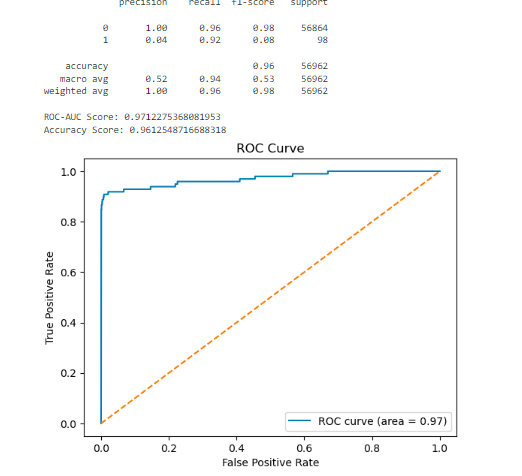 precision recall f1-score support
0 1.00 0.96 0.98 56864
1 0.04 0.92 0.08 98
accuracy 0.96 56962
macro avg 0.52 0.94 0.53 56962
weighted avg 1.00 0.96 0.98 56962
ROC-AUC Score: 0.9712275368081953
Accuracy Score: 0.9612548716688318
ROC Curve
1.0
0.8
0.6
0.4
0.2
0.0
True Positive Rate
ROC curve (area = 0.97)
0.0 0.2 0.4 0.6 0.8 1.0
False Positive Rate